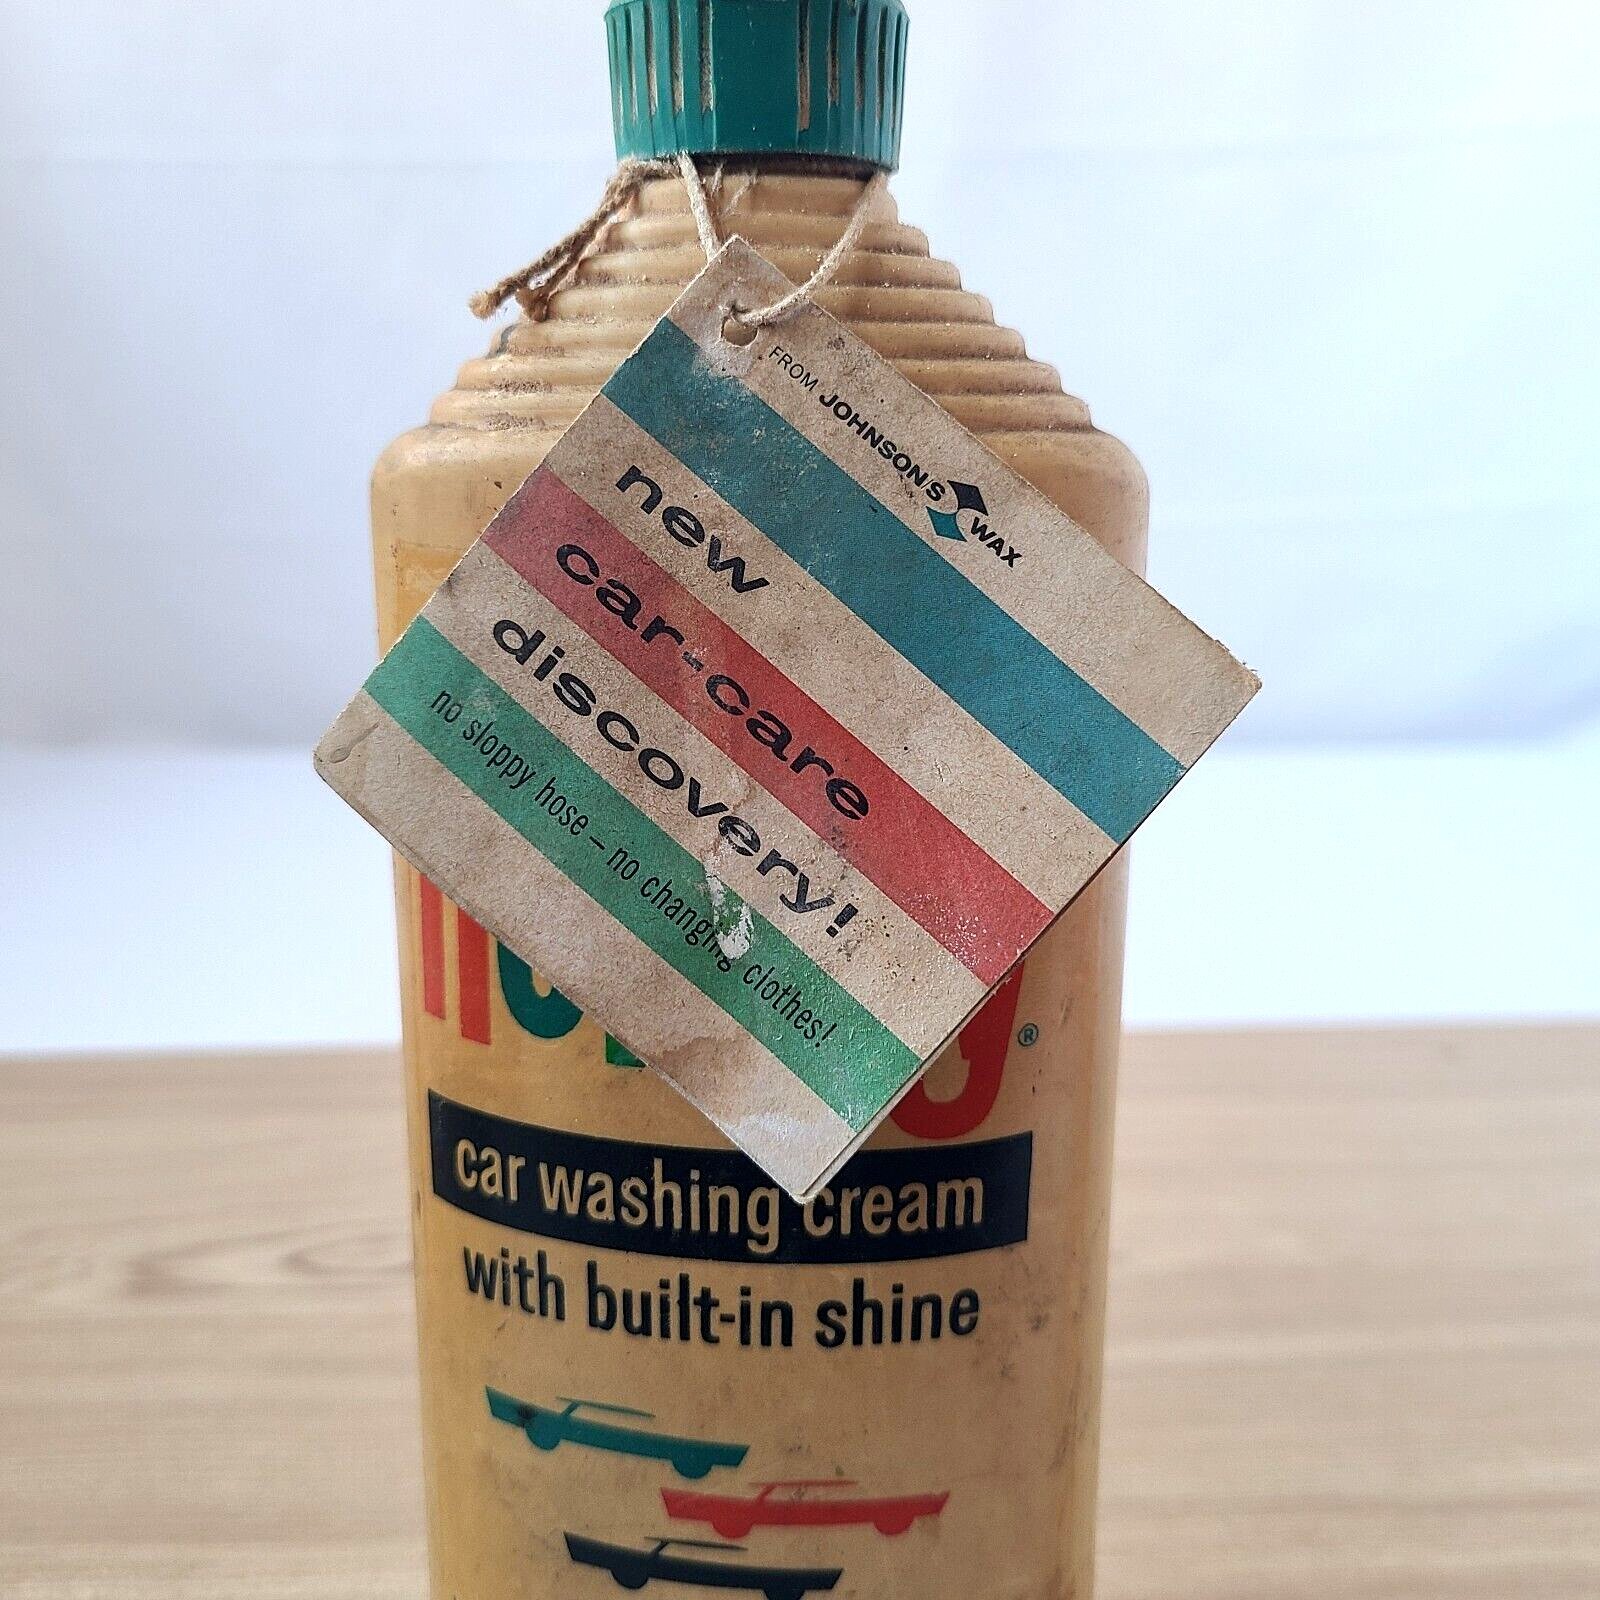 FROM JOHNSON'S WAX
new
car-care
discovery!
no sloppy hose – no changing clothes!
®
car washing cream
with built-in shine